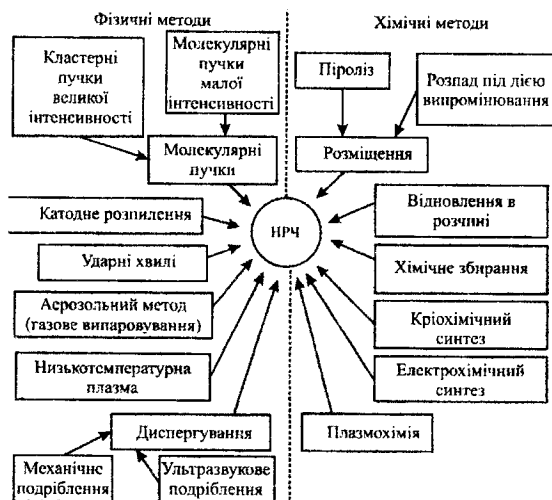 Фізичні методи
Хімічні методи
Кластерні
пучки
великої
інтенсивності
Молекулярні
пучки
малої
інтенсивності
Піроліз
Розпад під дією
випромінювання
Молекулярні
пучки
Розміщення
Катодне розпилення
НРЧ
Відновлення в
розчині
Ударні хвилі
Хімічне збирання
Аерозольний метод
(газове випаровування)
Кріохімічний
синтез
Низькотемпературна
плазма
Електрохімічний
синтез
Диспергування
Плазмохімія
Механічне
подріблення
Ультразвукове
подріблення